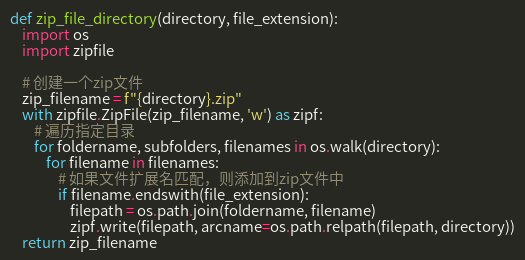 def zip_file_directory(directory, file_extension):
    import os
    import zipfile

    # 创建一个zip文件
    zip_filename = f"{directory}.zip"
    with zipfile.ZipFile(zip_filename, 'w') as zipf:
        # 遍历指定目录
        for foldername, subfolders, filenames in os.walk(directory):
            for filename in filenames:
                # 如果文件扩展名匹配，则添加到zip文件中
                if filename.endswith(file_extension):
                    filepath = os.path.join(foldername, filename)
                    zipf.write(filepath, arcname=os.path.relpath(filepath, directory))
    return zip_filename